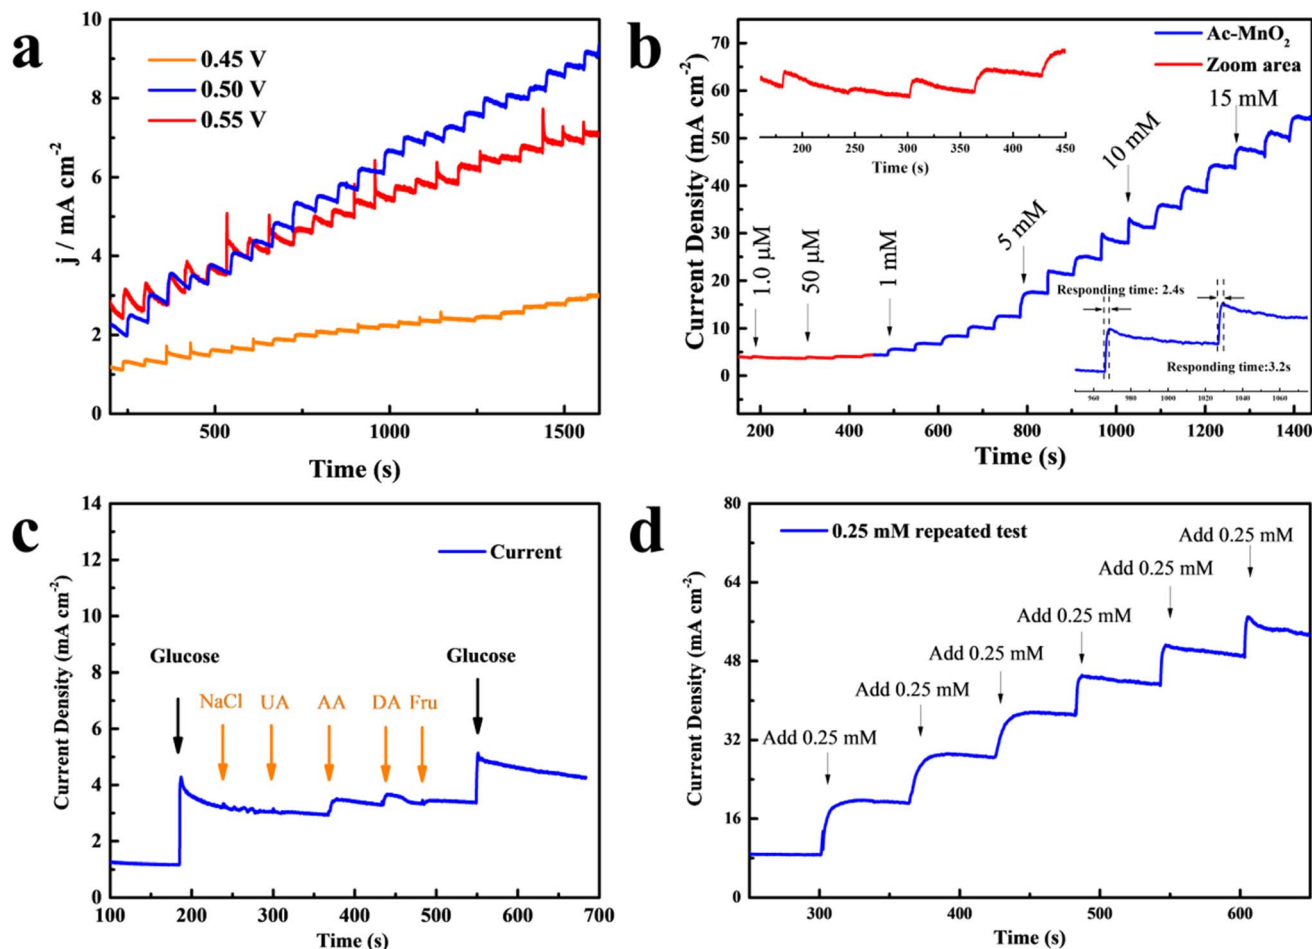 a
10
8
6
4
2
0
j / mA cm-2
0.45 V
0.50 V
0.55 V
500
1000
1500
Time (s)
b
70
60
50
40
30
20
10
0
Current Density (mA cm-2)
Ac-MnO2
Zoom area
200
250
300
350
400
450
Time (s)
1.0 μM
50 μM
1 mM
5 mM
10 mM
15 mM
Responding time: 2.4s
Responding time:3.2s
960
980
1000
1020
1040
1060
200
400
600
800
1000
1200
1400
Time (s)
c
14
12
10
8
6
4
2
0
Current Density (mA cm-2)
Current
Glucose
NaCl
UA
AA
DA
Fru
Glucose
100
200
300
400
500
600
700
Time (s)
d
80
64
48
32
16
0
Current Density (mA cm-2)
0.25 mM repeated test
Add 0.25 mM
Add 0.25 mM
Add 0.25 mM
Add 0.25 mM
Add 0.25 mM
Add 0.25 mM
300
400
500
600
Time (s)